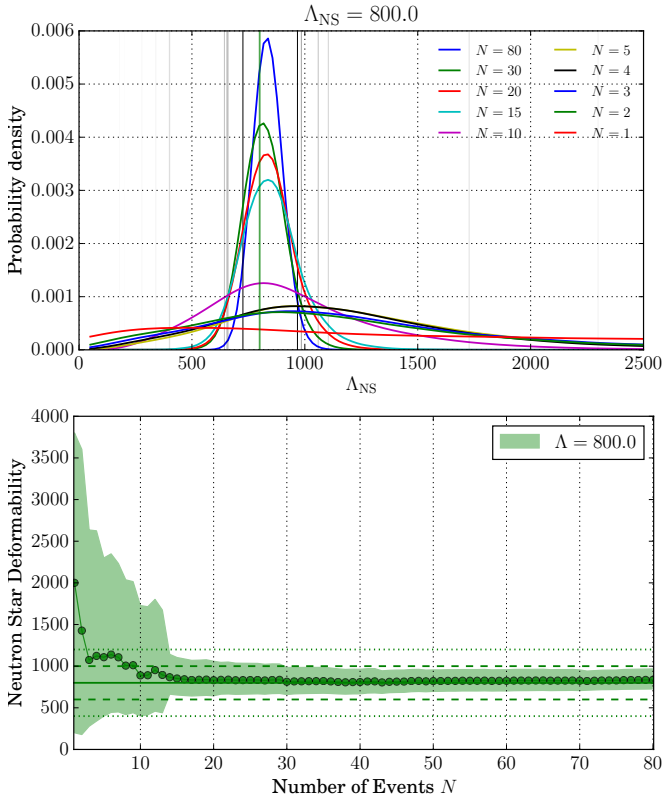 Λ_NS = 800.0
0.006
0.005
0.004
0.003
0.002
0.001
0.000
Probability density
N = 80
N = 30
N = 20
N = 15
N = 10
N = 5
N = 4
N = 3
N = 2
N = 1
0 500 1000 1500 2000 2500
Λ_NS
4000
3500
3000
2500
2000
1500
1000
500
0
Neutron Star Deformability
Λ = 800.0
10 20 30 40 50 60 70 80
Number of Events N